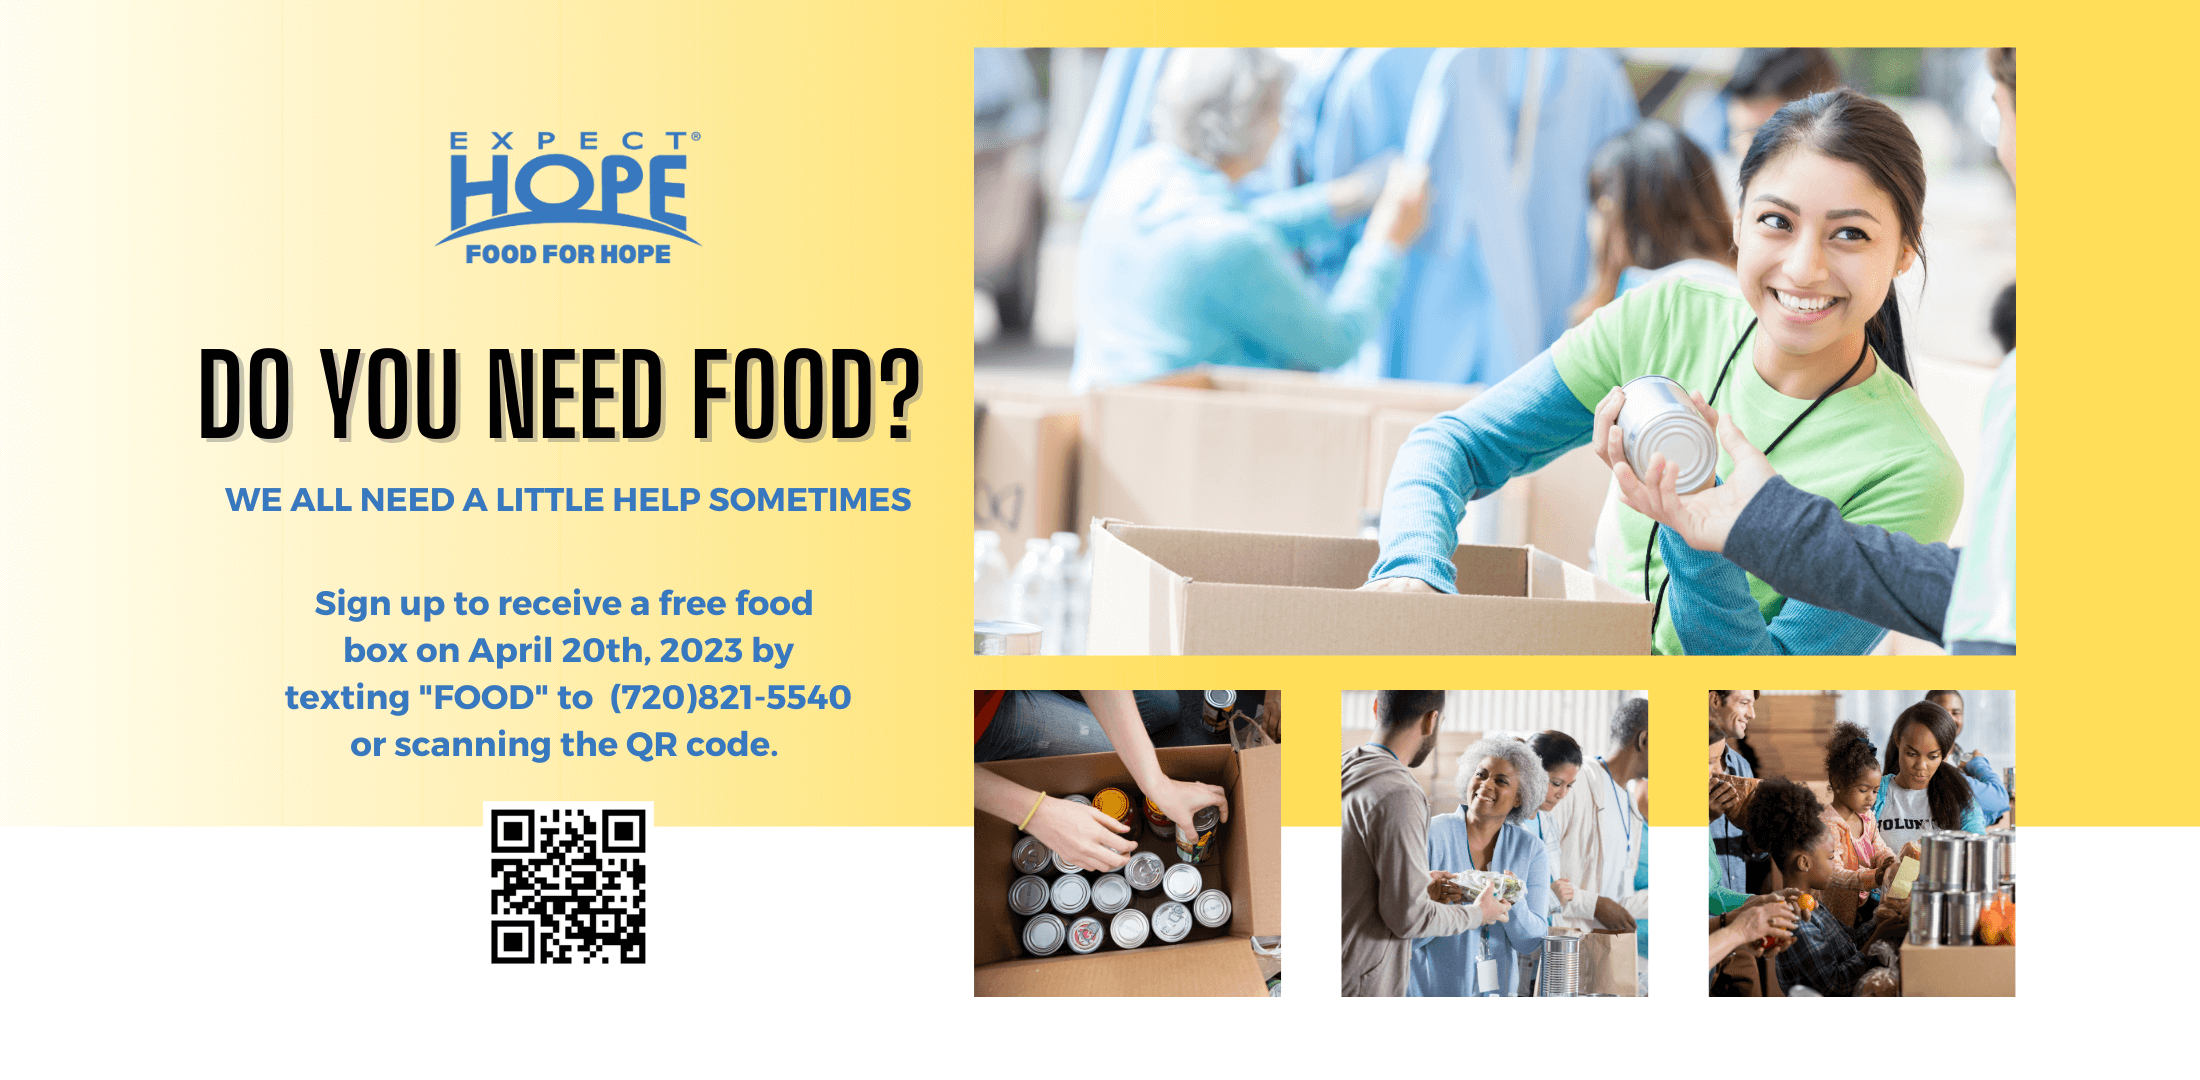 EXPECT®
HOPE
FOOD FOR HOPE
DO YOU NEED FOOD?
WE ALL NEED A LITTLE HELP SOMETIMES
Sign up to receive a free food
box on April 20th, 2023 by
texting "FOOD" to (720)821-5540
or scanning the QR code.